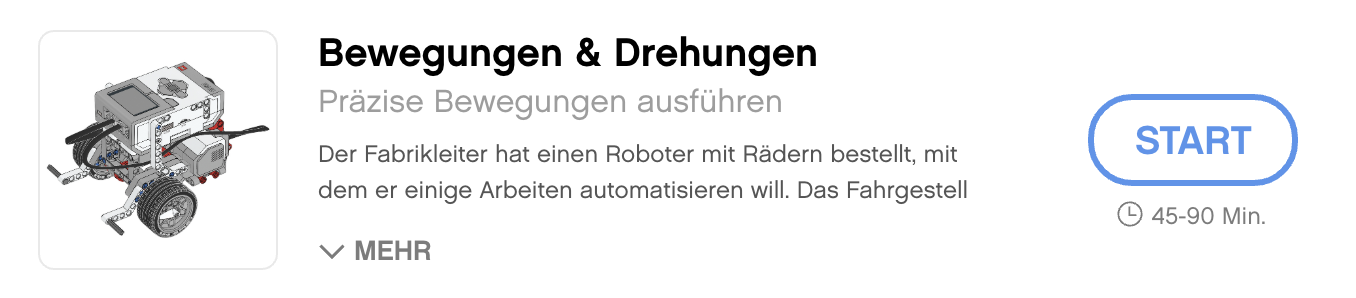 Bewegungen & Drehungen
Präzise Bewegungen ausführen
Der Fabrikleiter hat einen Roboter mit Rädern bestellt, mit
dem er einige Arbeiten automatisieren will. Das Fahrgestell
MEHR
START
45-90 Min.